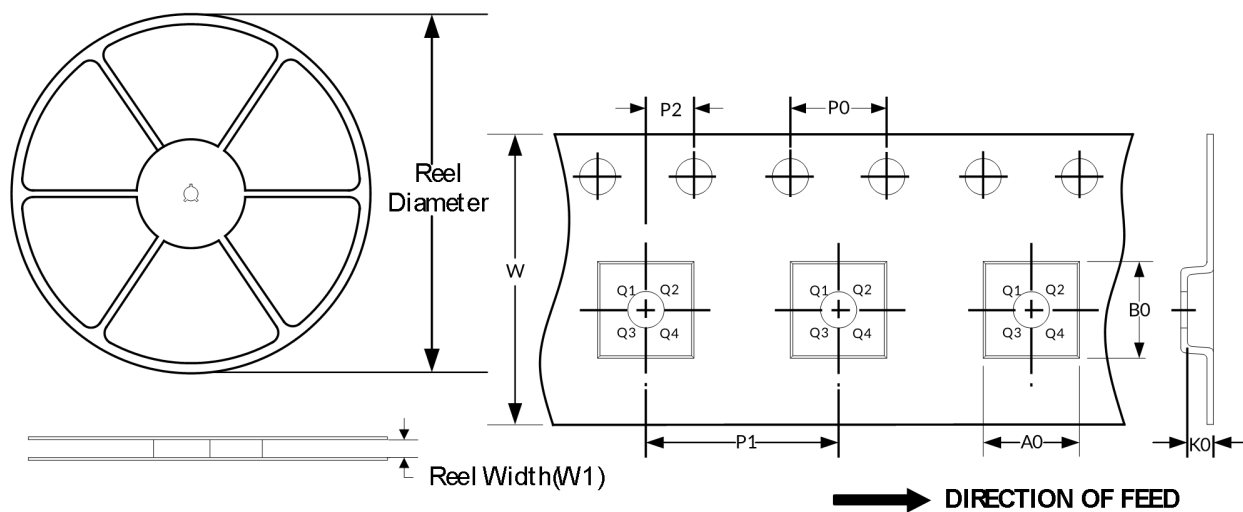 P2
P0
Reel
Diameter
W
Q1 Q2
Q3 Q4
Q1 Q2
Q3 Q4
Q1 Q2
Q3 Q4
B0
P1
A0
K0
Reel Width(W1)
DIRECTION OF FEED